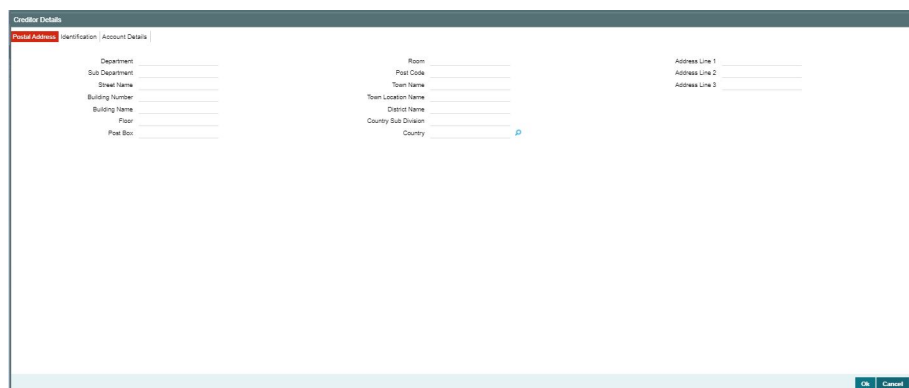 Creditor Details
Postal Address Identification Account Details
Department Room Address Line 1
Sub Department Post Code Address Line 2
Street Name Town Name Address Line 3
Building Number Town Location Name
Building Name District Name
Floor Country Sub Division
Post Box Country
Ok Cancel